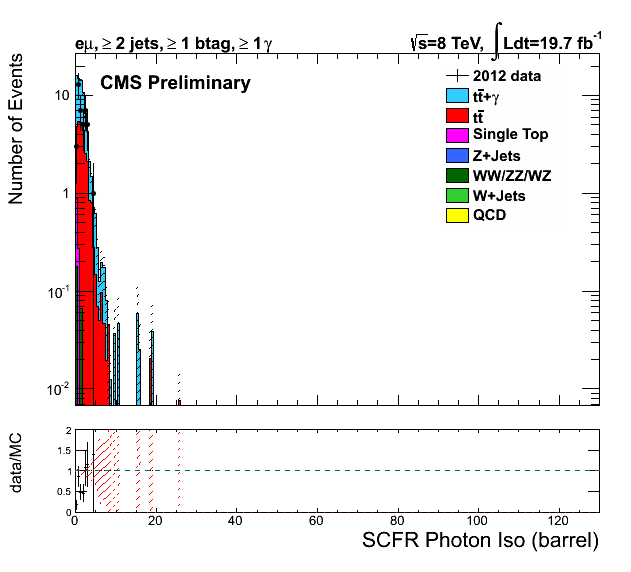 eμ, ≥ 2 jets, ≥ 1 btag, ≥ 1 γ
√s=8 TeV, ∫ Ldt=19.7 fb⁻¹
CMS Preliminary
2012 data
tt̄+γ
tt̄
Single Top
Z+Jets
WW/ZZ/WZ
W+Jets
QCD
Number of Events
10
1
10⁻¹
10⁻²
data/MC
2
1.5
1
0.5
0
0 20 40 60 80 100 120
SCFR Photon Iso (barrel)